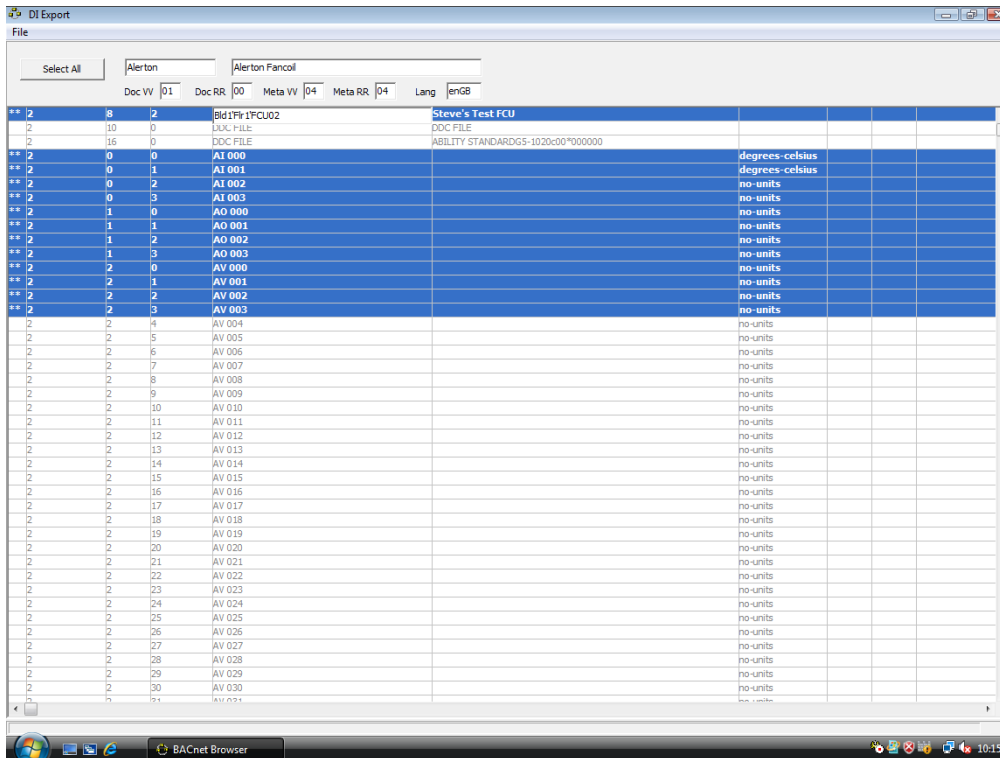 DI Export
File
Select All Alerton Alerton Fancoil
Doc VV 01 Doc RR 00 Meta VV 04 Meta RR 04 Lang enGB
** 2 8 2 Bld1'Flr1'FCU02 Steve's Test FCU
2 10 0 DDC FILE DDC FILE
2 16 0 DDC FILE ABILITY STANDARDG5-1020c00*000000
** 2 0 0 AI 000 degrees-celsius
** 2 0 1 AI 001 degrees-celsius
** 2 0 2 AI 002 no-units
** 2 0 3 AI 003 no-units
** 2 1 0 AO 000 no-units
** 2 1 1 AO 001 no-units
** 2 1 2 AO 002 no-units
** 2 1 3 AO 003 no-units
** 2 2 0 AV 000 no-units
** 2 2 1 AV 001 no-units
** 2 2 2 AV 002 no-units
** 2 2 3 AV 003 no-units
2 2 4 AV 004 no-units
2 2 5 AV 005 no-units
2 2 6 AV 006 no-units
2 2 7 AV 007 no-units
2 2 8 AV 008 no-units
2 2 9 AV 009 no-units
2 2 10 AV 010 no-units
2 2 11 AV 011 no-units
2 2 12 AV 012 no-units
2 2 13 AV 013 no-units
2 2 14 AV 014 no-units
2 2 15 AV 015 no-units
2 2 16 AV 016 no-units
2 2 17 AV 017 no-units
2 2 18 AV 018 no-units
2 2 19 AV 019 no-units
2 2 20 AV 020 no-units
2 2 21 AV 021 no-units
2 2 22 AV 022 no-units
2 2 23 AV 023 no-units
2 2 24 AV 024 no-units
2 2 25 AV 025 no-units
2 2 26 AV 026 no-units
2 2 27 AV 027 no-units
2 2 28 AV 028 no-units
2 2 29 AV 029 no-units
2 2 30 AV 030 no-units
2 2 31 AV 031 no-units
BACnet Browser 10:15